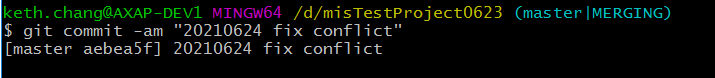 keth.chang@AXAP-DEV1 MINGW64 /d/misTestProject0623 (master|MERGING)
$ git commit -am "20210624 fix conflict"
[master aebea5f] 20210624 fix conflict